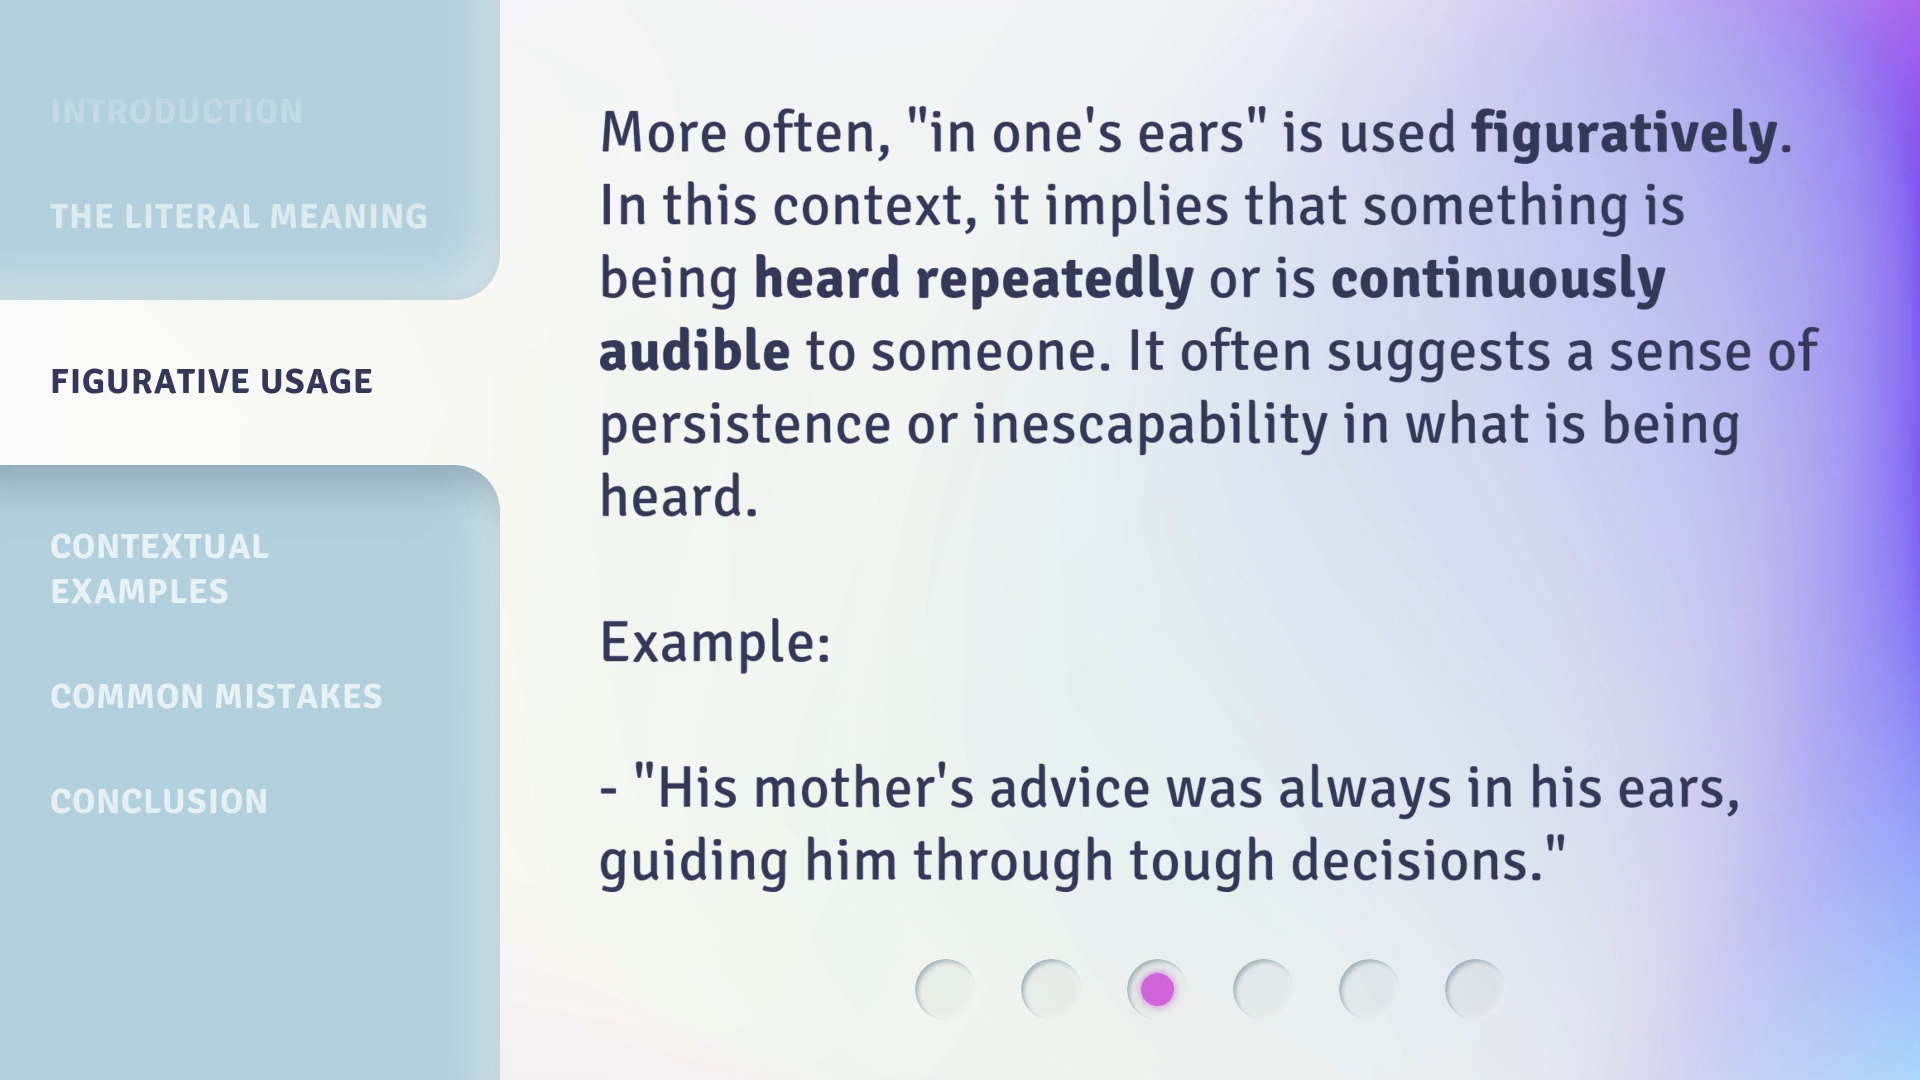 INTRODUCTION
THE LITERAL MEANING
FIGURATIVE USAGE
CONTEXTUAL
EXAMPLES
COMMON MISTAKES
CONCLUSION
More often, "in one's ears" is used figuratively.
In this context, it implies that something is
being heard repeatedly or is continuously
audible to someone. It often suggests a sense of
persistence or inescapability in what is being
heard.
Example:
- "His mother's advice was always in his ears,
guiding him through tough decisions."